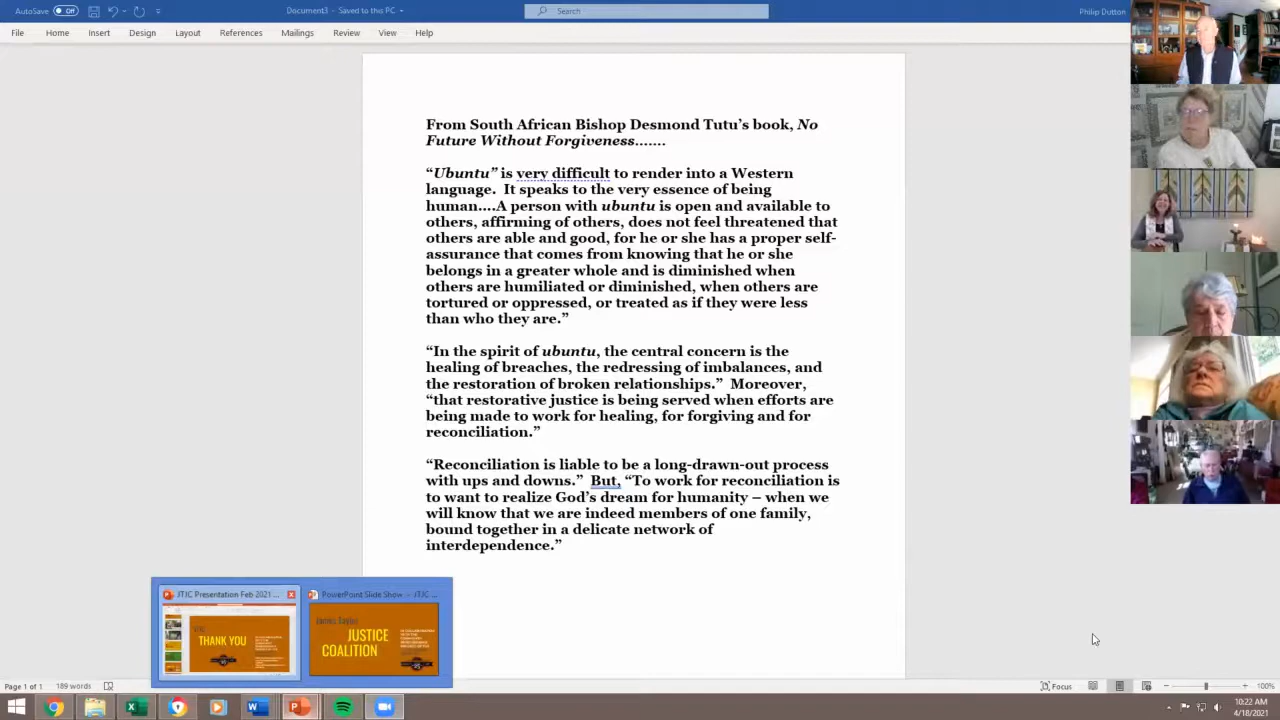 AutoSave Off Document3 - Saved to this PC Search Philip Dutton
File Home Insert Design Layout References Mailings Review View Help
From South African Bishop Desmond Tutu’s book, No
Future Without Forgiveness…….
“Ubuntu” is very difficult to render into a Western
language. It speaks to the very essence of being
human….A person with ubuntu is open and available to
others, affirming of others, does not feel threatened that
others are able and good, for he or she has a proper self-
assurance that comes from knowing that he or she
belongs in a greater whole and is diminished when
others are humiliated or diminished, when others are
tortured or oppressed, or treated as if they were less
than who they are.”
“In the spirit of ubuntu, the central concern is the
healing of breaches, the redressing of imbalances, and
the restoration of broken relationships.” Moreover,
“that restorative justice is being served when efforts are
being made to work for healing, for forgiving and for
reconciliation.”
“Reconciliation is liable to be a long-drawn-out process
with ups and downs.” But, “To work for reconciliation is
to want to realize God’s dream for humanity – when we
will know that we are indeed members of one family,
bound together in a delicate network of
interdependence.”
JTJC Presentation Feb 2021 ...
THANK YOU
PowerPoint Slide Show - JTJC ...
James Taylor
JUSTICE
COALITION
Page 1 of 1 189 words Focus 100%
10:22 AM
4/18/2021